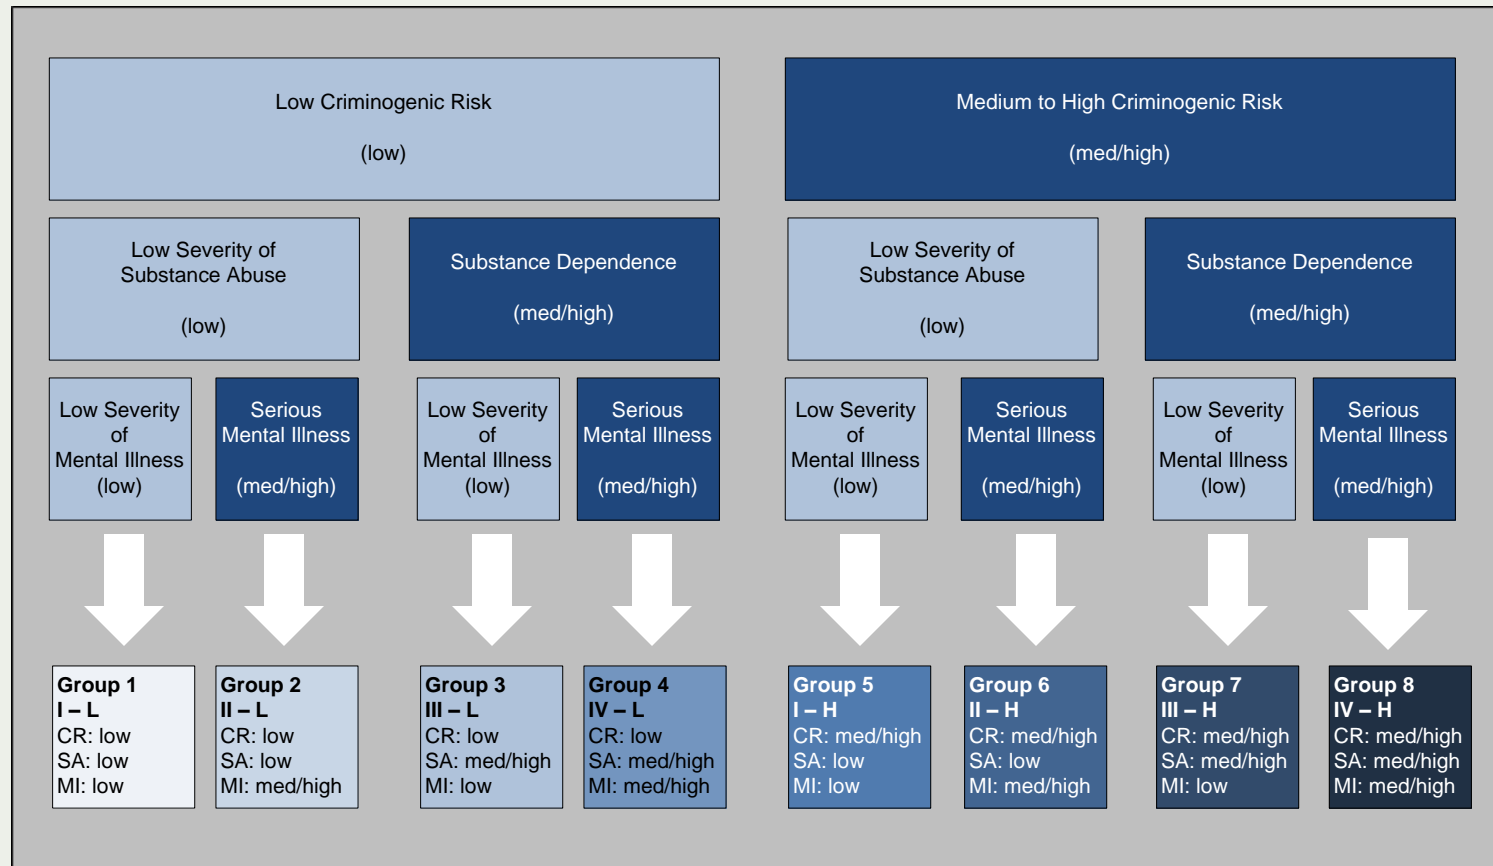 Low Criminogenic Risk
(low)
Medium to High Criminogenic Risk
(med/high)
Low Severity of
Substance Abuse
(low)
Substance Dependence
(med/high)
Low Severity of
Substance Abuse
(low)
Substance Dependence
(med/high)
Low Severity
of
Mental Illness
(low)
Serious
Mental Illness
(med/high)
Low Severity
of
Mental Illness
(low)
Serious
Mental Illness
(med/high)
Low Severity
of
Mental Illness
(low)
Serious
Mental Illness
(med/high)
Low Severity
of
Mental Illness
(low)
Serious
Mental Illness
(med/high)
Group 1
I – L
CR: low
SA: low
MI: low
Group 2
II – L
CR: low
SA: low
MI: med/high
Group 3
III – L
CR: low
SA: med/high
MI: low
Group 4
IV – L
CR: low
SA: med/high
MI: med/high
Group 5
I – H
CR: med/high
SA: low
MI: low
Group 6
II – H
CR: med/high
SA: low
MI: med/high
Group 7
III – H
CR: med/high
SA: med/high
MI: low
Group 8
IV – H
CR: med/high
SA: med/high
MI: med/high